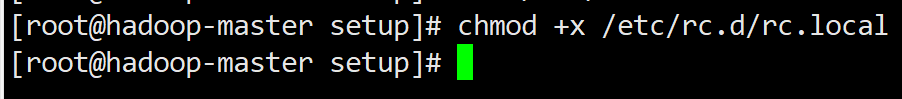 [root@hadoop-master setup]# chmod +x /etc/rc.d/rc.local
[root@hadoop-master setup]#